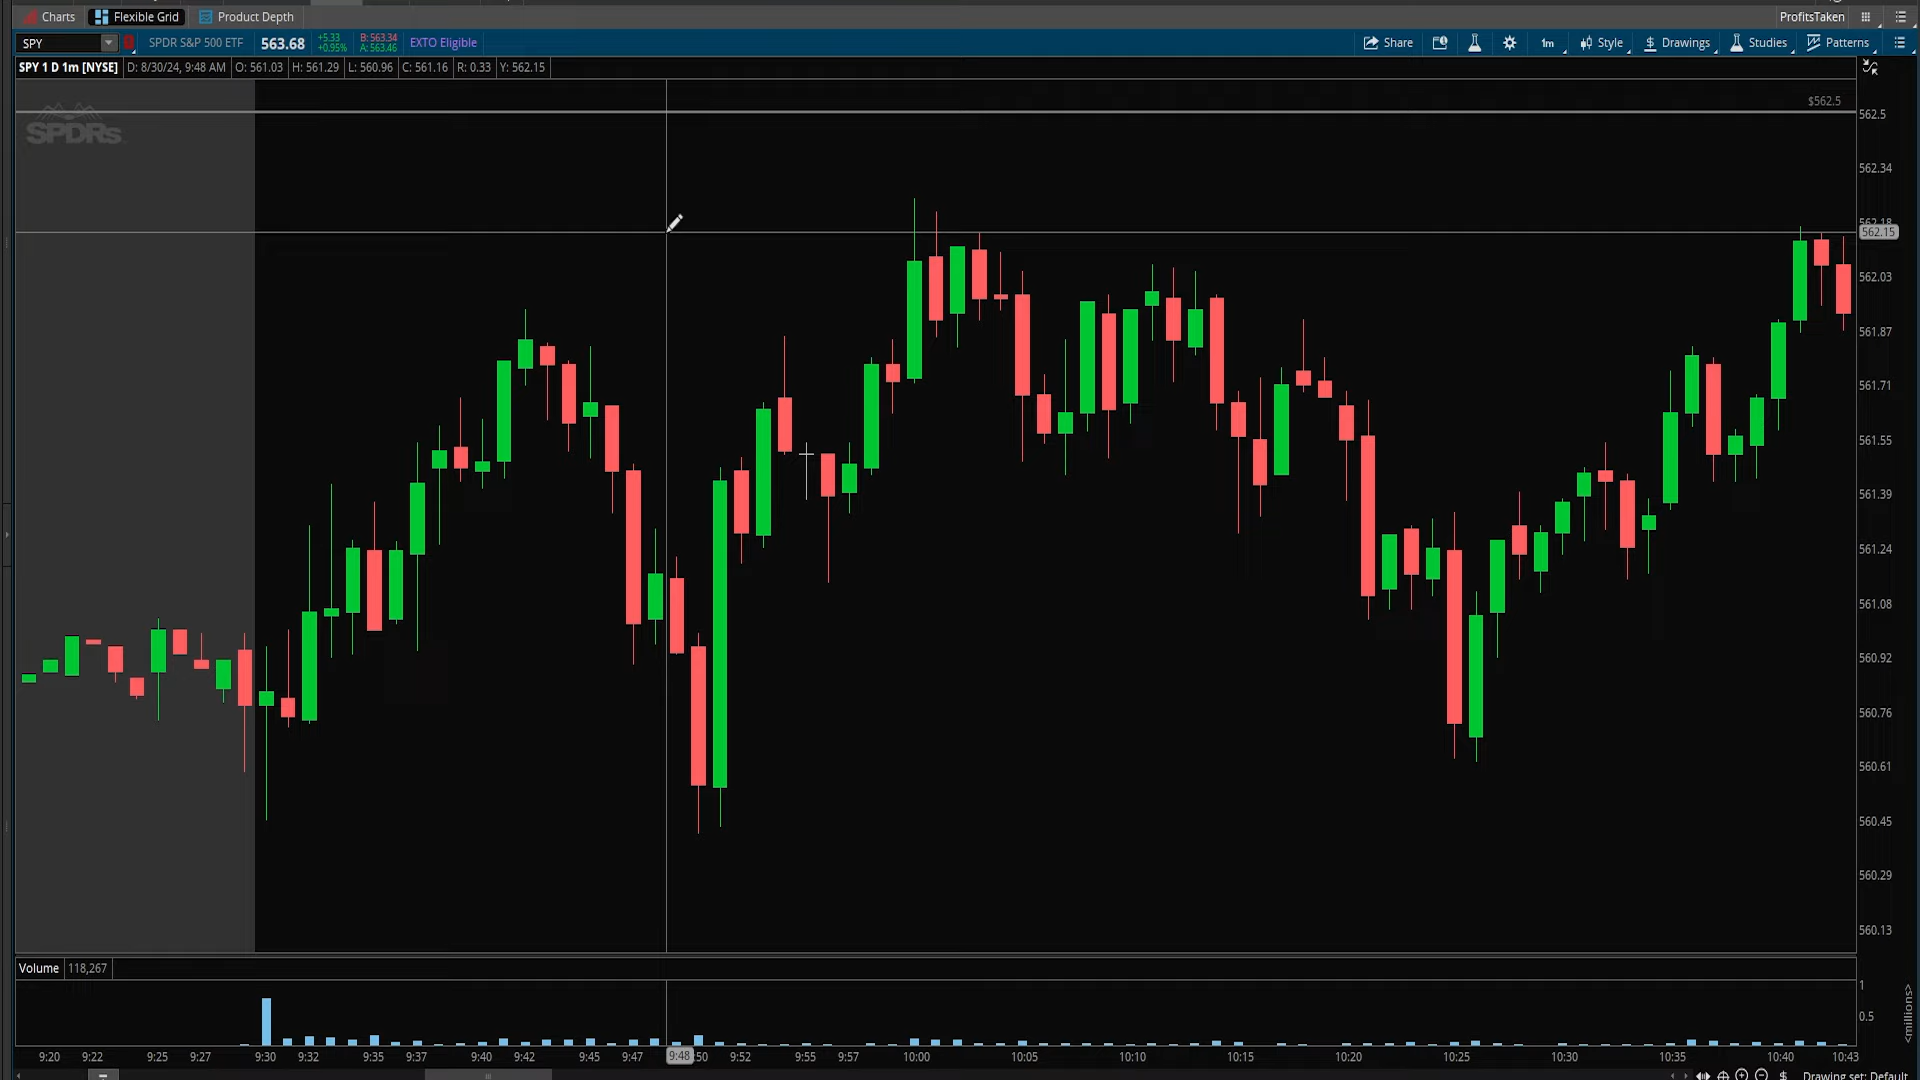 Charts Flexible Grid Product Depth ProfitsTaken
SPY SPDR S&P 500 ETF 563.68 +5.33 +0.95% B: 563.34 A: 563.46 EXTO Eligible Share 1m Style Drawings Studies Patterns
SPY 1 D 1m [NYSE] D: 8/30/24, 9:48 AM O: 561.03 H: 561.29 L: 560.96 C: 561.16 R: 0.33 Y: 562.15
$562.5
562.5
SPDRs
562.34
562.18
562.15
562.03
561.87
561.71
561.55
561.39
561.24
561.08
560.92
560.76
560.61
560.45
560.29
560.13
Volume 118,267
1
0.5
<millions>
9:20 9:22 9:25 9:27 9:30 9:32 9:35 9:37 9:40 9:42 9:45 9:47 9:48 :50 9:52 9:55 9:57 10:00 10:05 10:10 10:15 10:20 10:25 10:30 10:35 10:40 10:43
Drawing set: Default